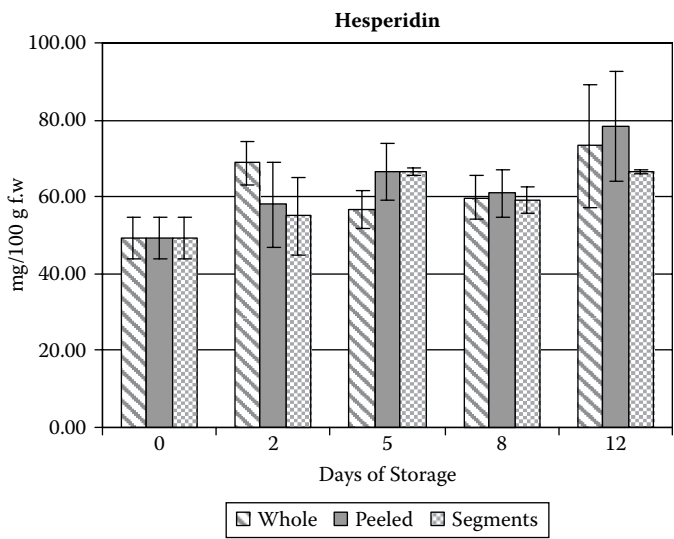 Hesperidin
100.00
80.00
60.00
40.00
20.00
0.00
mg/100 g f.w
0 2 5 8 12
Days of Storage
Whole Peeled Segments